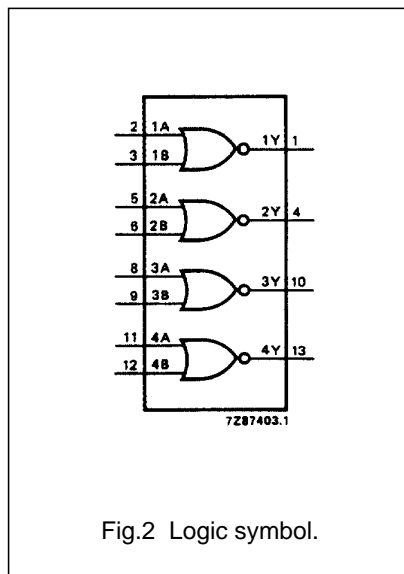 2 1A 1Y 1
3 1B
5 2A 2Y 4
6 2B
8 3A 3Y 10
9 3B
11 4A 4Y 13
12 4B
7Z87403.1
Fig.2 Logic symbol.